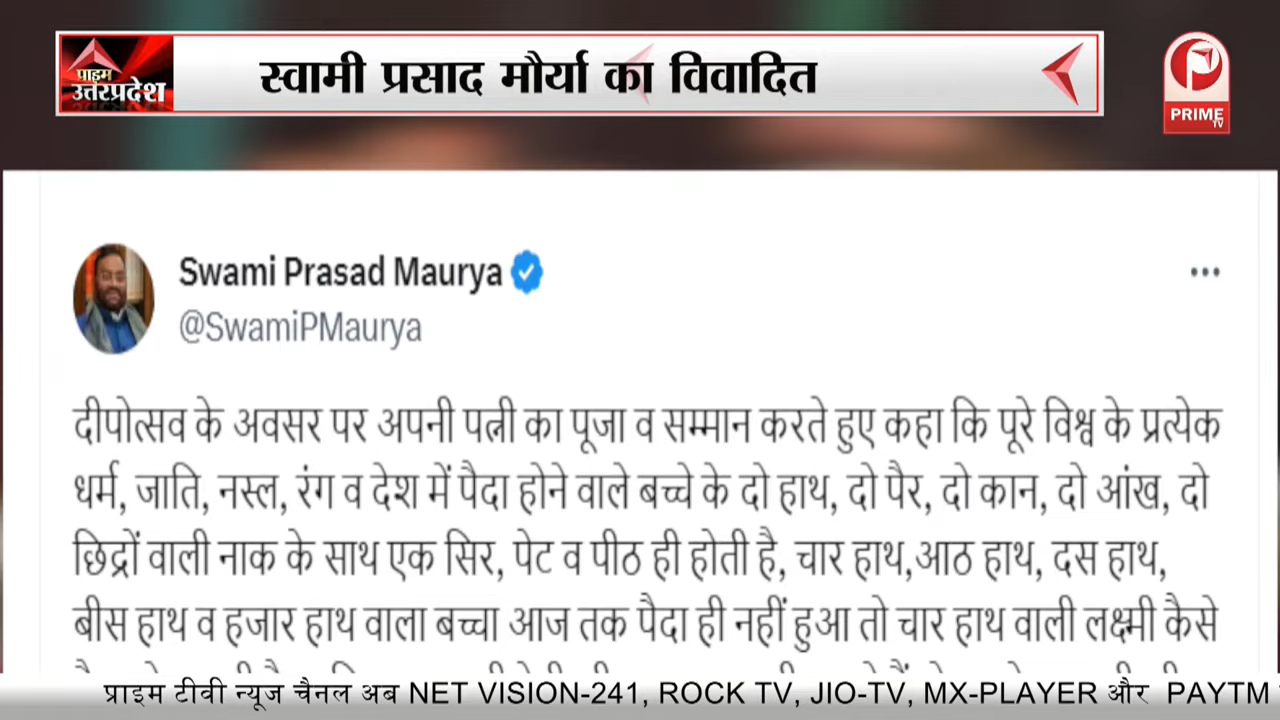 प्राइम
उत्तरप्रदेश
स्वामी प्रसाद मौर्या का विवादित
PRIME
TV
Swami Prasad Maurya
@SwamiPMaurya
दीपोत्सव के अवसर पर अपनी पत्नी का पूजा व सम्मान करते हुए कहा कि पूरे विश्व के प्रत्येक
धर्म, जाति, नस्ल, रंग व देश में पैदा होने वाले बच्चे के दो हाथ, दो पैर, दो कान, दो आंख, दो
छिद्रों वाली नाक के साथ एक सिर, पेट व पीठ ही होती है, चार हाथ,आठ हाथ, दस हाथ,
बीस हाथ व हजार हाथ वाला बच्चा आज तक पैदा ही नहीं हुआ तो चार हाथ वाली लक्ष्मी कैसे
प्राइम टीवी न्यूज चैनल अब NET VISION-241, ROCK TV, JIO-TV, MX-PLAYER और PAYTM